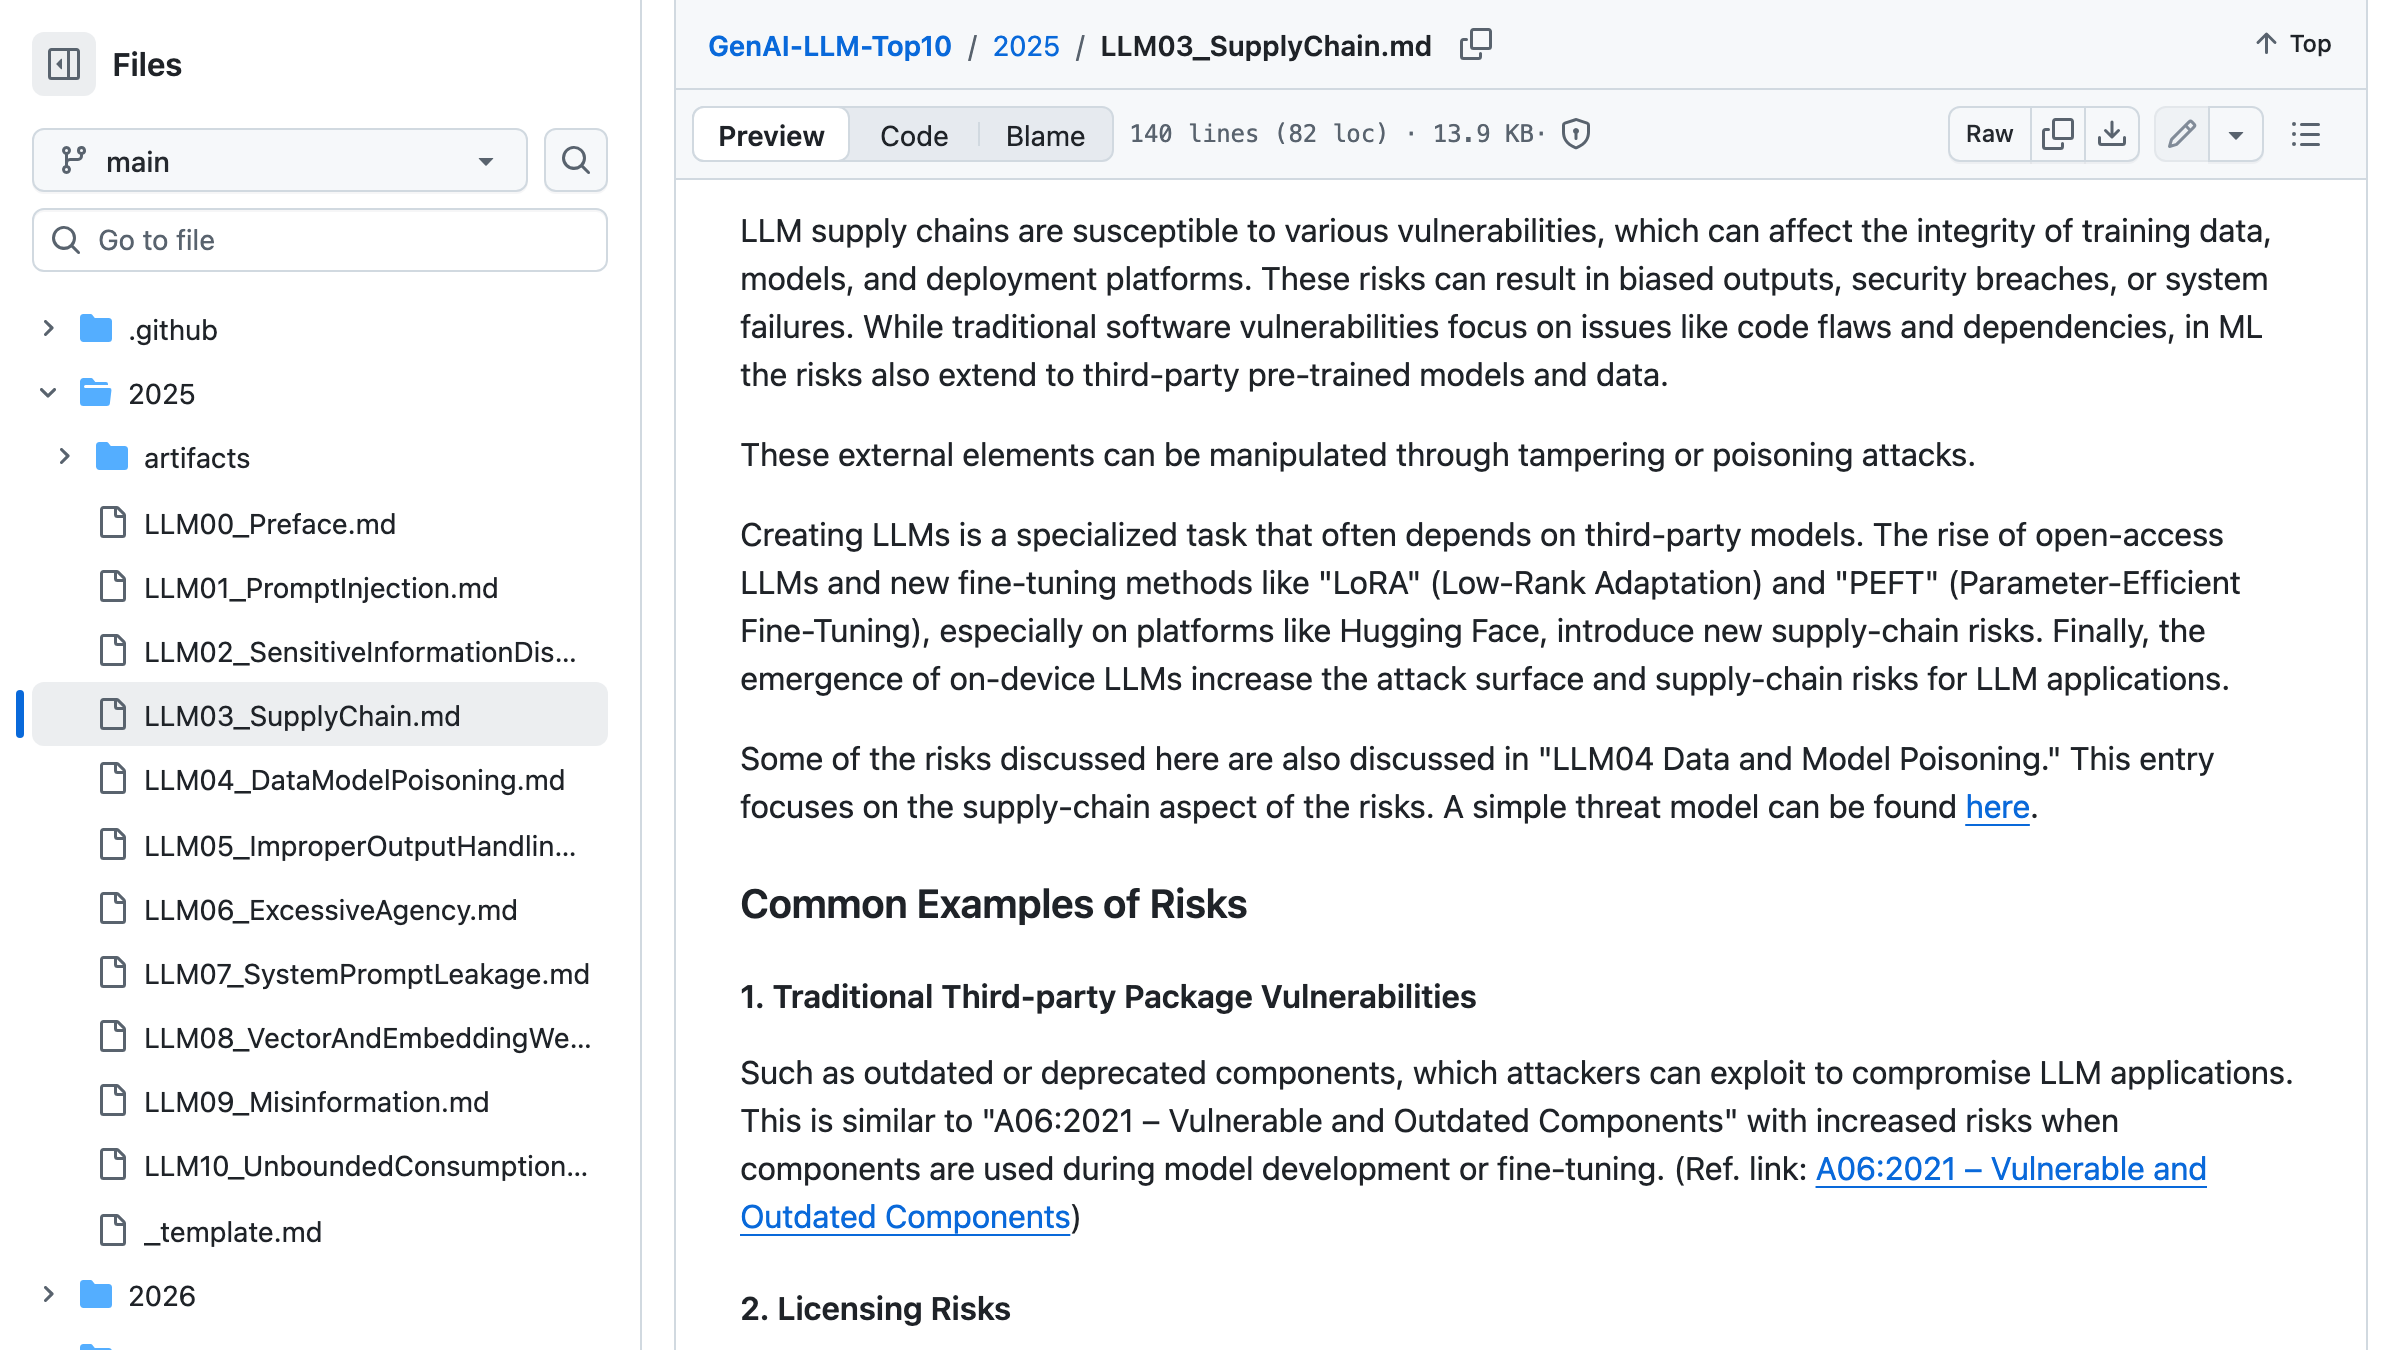 Files
main
Go to file
.github
2025
artifacts
LLM00_Preface.md
LLM01_PromptInjection.md
LLM02_SensitiveInformationDis...
LLM03_SupplyChain.md
LLM04_DataModelPoisoning.md
LLM05_ImproperOutputHandlin...
LLM06_ExcessiveAgency.md
LLM07_SystemPromptLeakage.md
LLM08_VectorAndEmbeddingWe...
LLM09_Misinformation.md
LLM10_UnboundedConsumption...
_template.md
2026
GenAI-LLM-Top10 / 2025 / LLM03_SupplyChain.md
Top
Preview Code Blame 140 lines (82 loc) · 13.9 KB· Raw
LLM supply chains are susceptible to various vulnerabilities, which can affect the integrity of training data,
models, and deployment platforms. These risks can result in biased outputs, security breaches, or system
failures. While traditional software vulnerabilities focus on issues like code flaws and dependencies, in ML
the risks also extend to third-party pre-trained models and data.
These external elements can be manipulated through tampering or poisoning attacks.
Creating LLMs is a specialized task that often depends on third-party models. The rise of open-access
LLMs and new fine-tuning methods like "LoRA" (Low-Rank Adaptation) and "PEFT" (Parameter-Efficient
Fine-Tuning), especially on platforms like Hugging Face, introduce new supply-chain risks. Finally, the
emergence of on-device LLMs increase the attack surface and supply-chain risks for LLM applications.
Some of the risks discussed here are also discussed in "LLM04 Data and Model Poisoning." This entry
focuses on the supply-chain aspect of the risks. A simple threat model can be found here.
Common Examples of Risks
1. Traditional Third-party Package Vulnerabilities
Such as outdated or deprecated components, which attackers can exploit to compromise LLM applications.
This is similar to "A06:2021 – Vulnerable and Outdated Components" with increased risks when
components are used during model development or fine-tuning. (Ref. link: A06:2021 – Vulnerable and
Outdated Components)
2. Licensing Risks